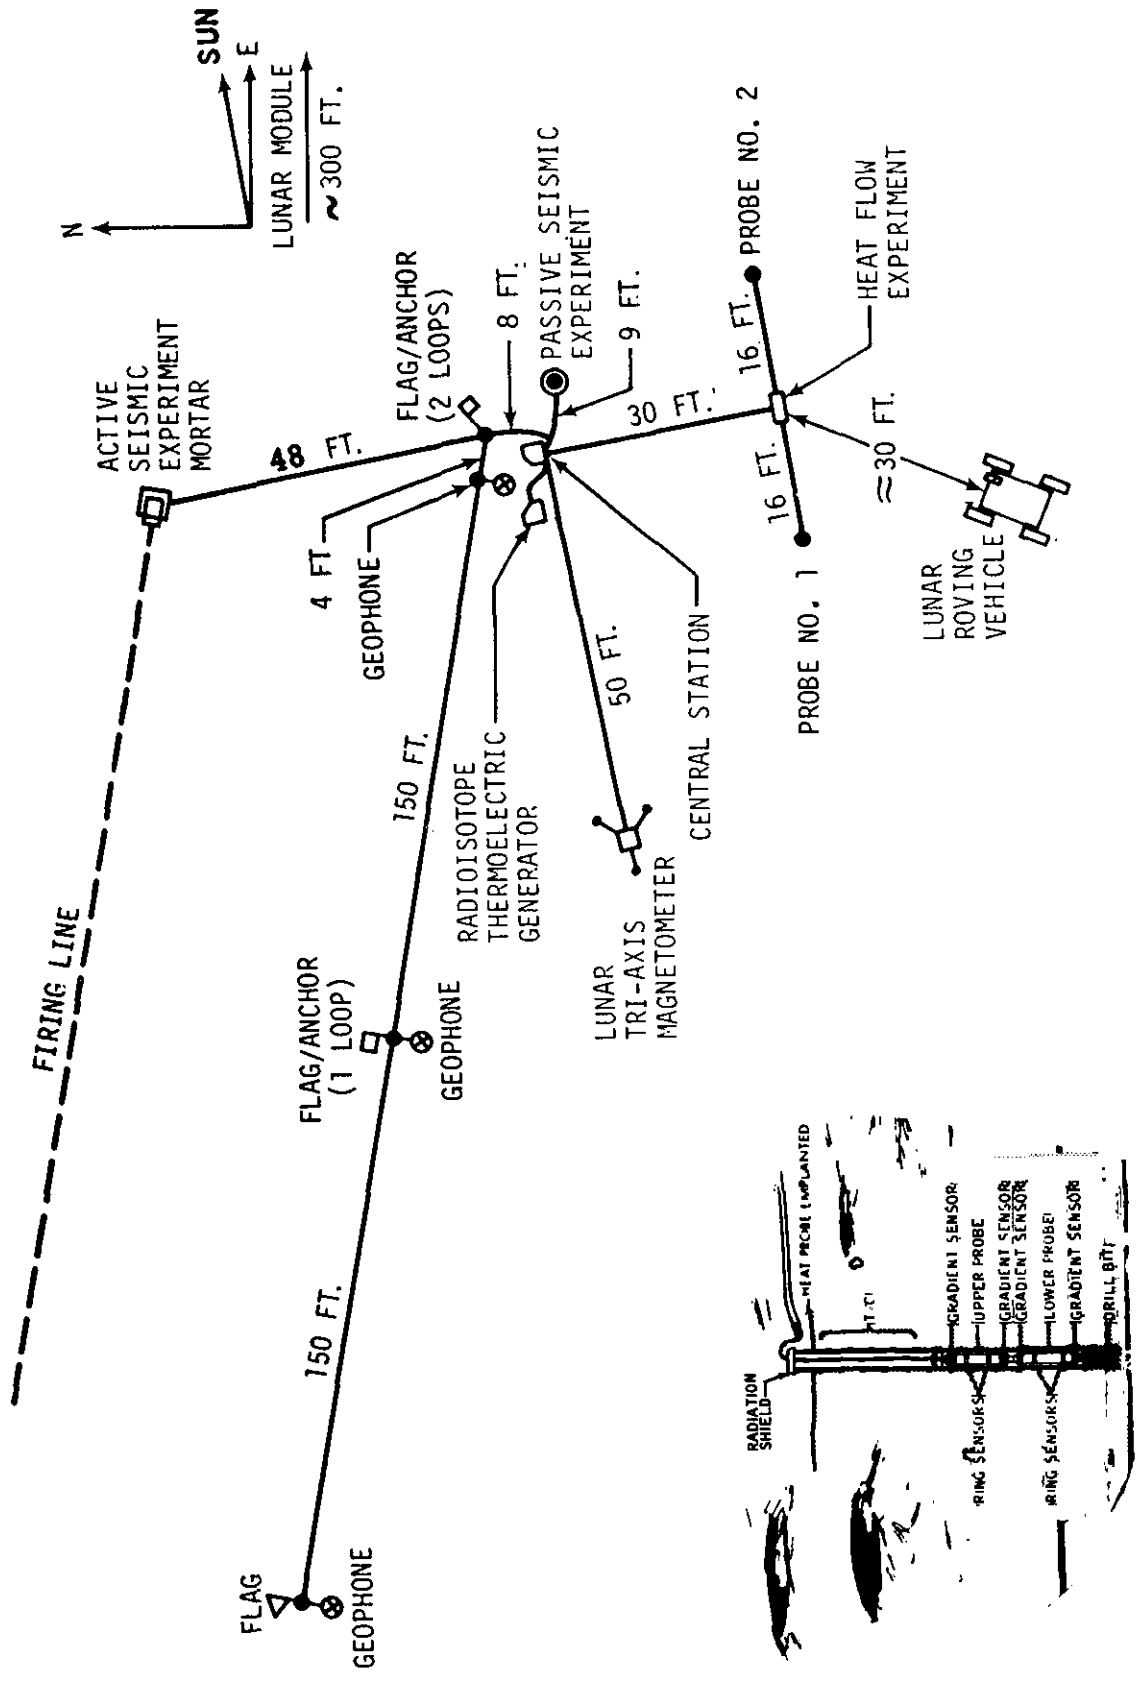 FIRING LINE
ACTIVE
SEISMIC
EXPERIMENT
MORTAR
N
SUN
E
LUNAR MODULE
≈300 FT.
48 FT.
FLAG
GEOPHONE
150 FT.
FLAG/ANCHOR
(1 LOOP)
GEOPHONE
150 FT.
4 FT
GEOPHONE
FLAG/ANCHOR
(2 LOOPS)
8 FT.
PASSIVE SEISMIC
EXPERIMENT
9 FT.
RADIOISOTOPE
THERMOELECTRIC
GENERATOR
LUNAR
TRI-AXIS
MAGNETOMETER
50 FT.
CENTRAL STATION
30 FT.
PROBE NO. 2
16 FT.
16 FT.
PROBE NO. 1
HEAT FLOW
EXPERIMENT
≈30 FT.
LUNAR
ROVING
VEHICLE
RADIATION
SHIELD
HEAT PROBE EMPLANTED
GRADIENT SENSOR
UPPER PROBE
RING SENSORS
GRADIENT SENSOR
GRADIENT SENSOR
LOWER PROBE
RING SENSORS
GRADIENT SENSOR
DRILL BIT